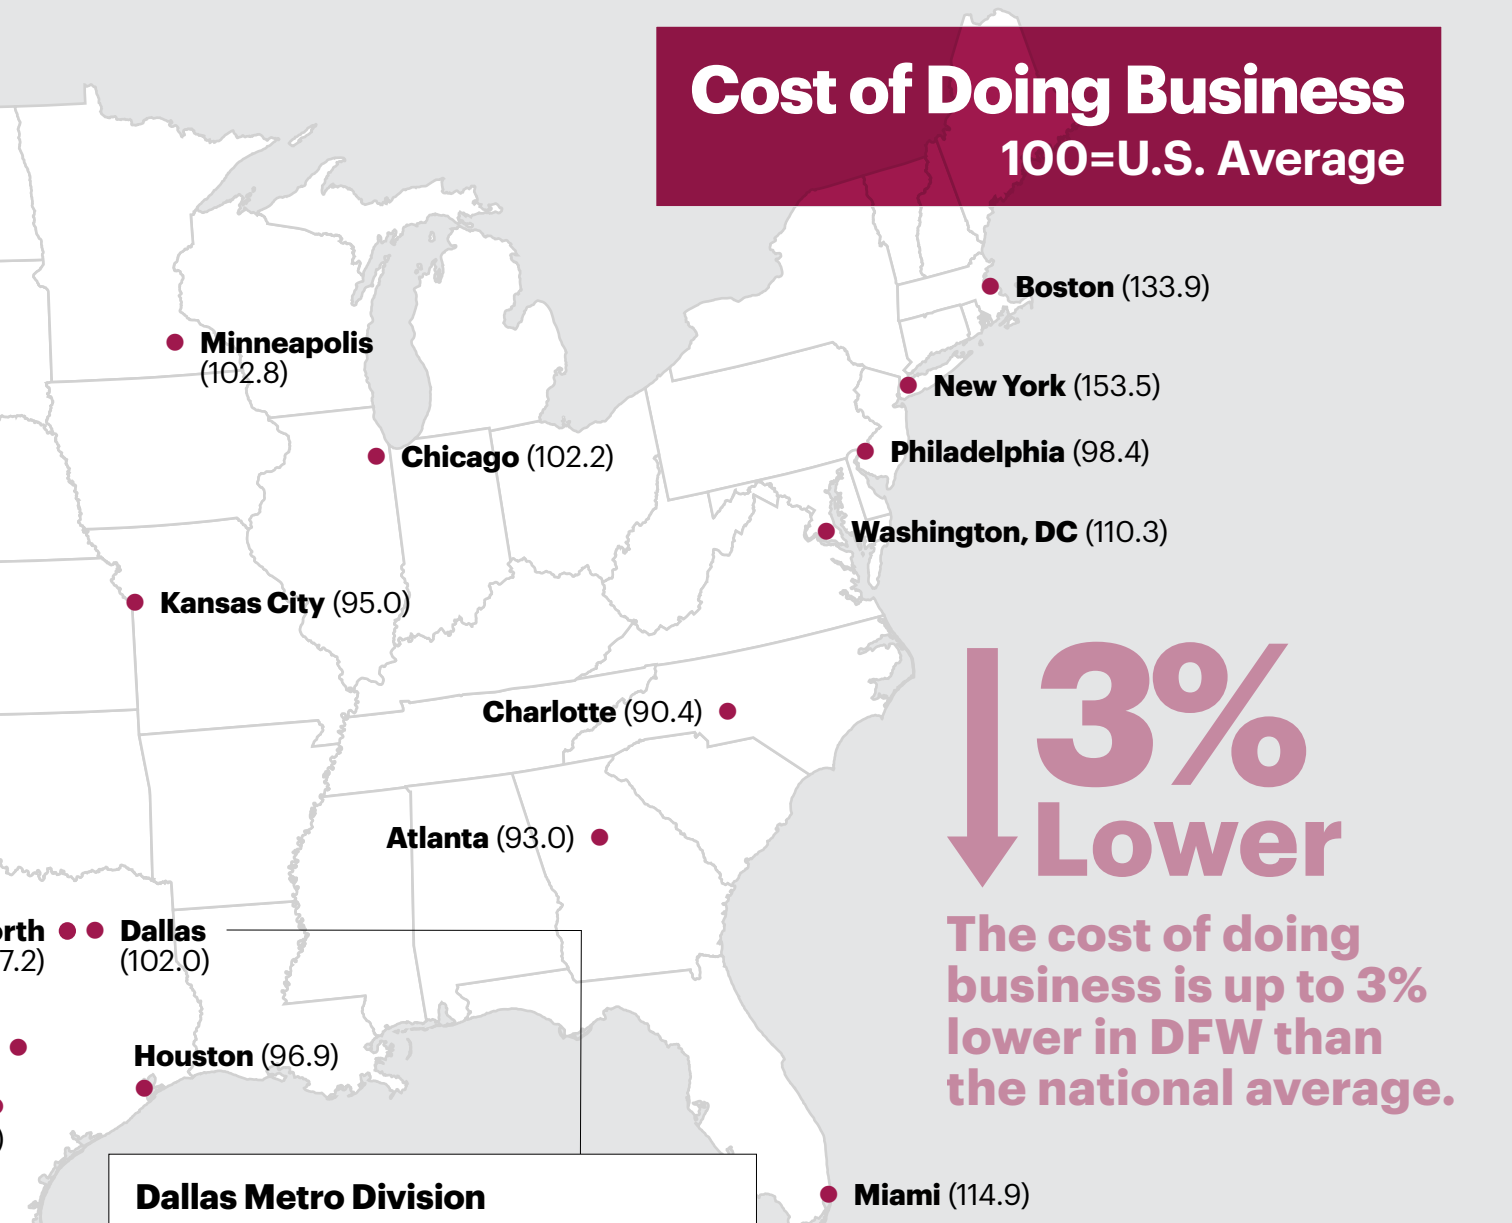 Cost of Doing Business
100=U.S. Average
Boston (133.9)
Minneapolis
(102.8)
New York (153.5)
Chicago (102.2)
Philadelphia (98.4)
Washington, DC (110.3)
Kansas City (95.0)
3%
Lower
Charlotte (90.4)
Atlanta (93.0)
The cost of doing
business is up to 3%
lower in DFW than
the national average.
orth
7.2)
Dallas
(102.0)
Houston (96.9)
)
Dallas Metro Division
Miami (114.9)